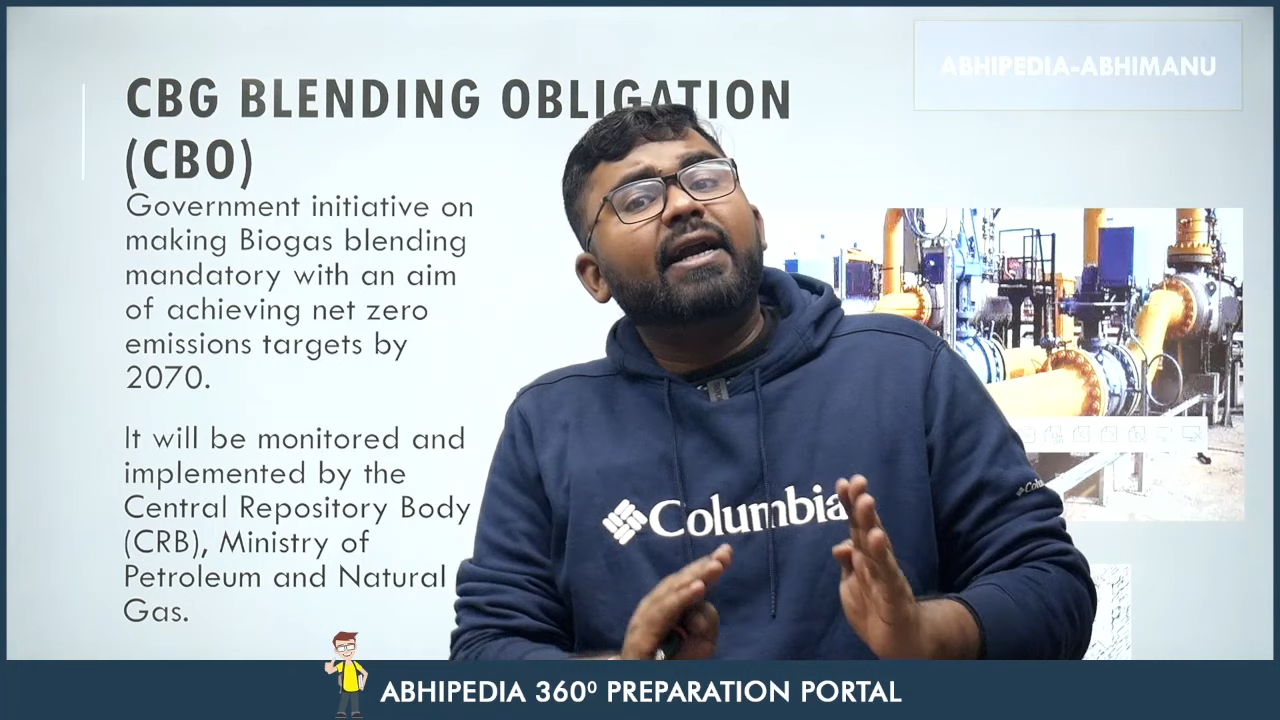 ABHIPEDIA-ABHIMANU
CBG BLENDING OBLIGATION
(CBO)
Government initiative on
making Biogas blending
mandatory with an aim
of achieving net zero
emissions targets by
2070.
It will be monitored and
implemented by the
Central Repository Body
(CRB), Ministry of
Petroleum and Natural
Gas.
Columbia
ABHIPEDIA 360⁰ PREPARATION PORTAL